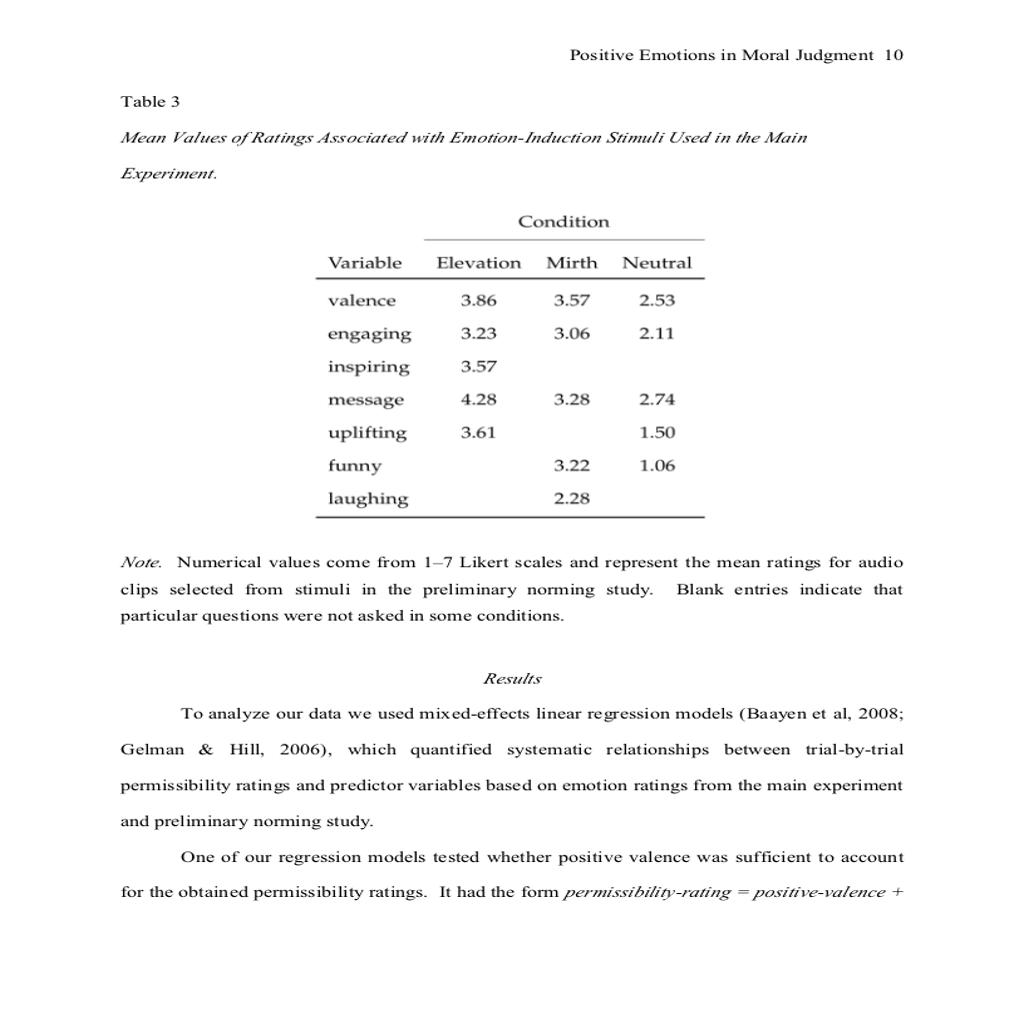 Positive Emotions in Moral Judgment 10
Table 3
Mean Values of Ratings Associated with Emotion-Induction Stimuli Used in the Main
Experiment.
Condition
Variable Elevation Mirth Neutral
valence 3.86 3.57 2.53
engaging 3.23 3.06 2.11
inspiring 3.57
message 4.28 3.28 2.74
uplifting 3.61 1.50
funny 3.22 1.06
laughing 2.28
Note. Numerical values come from 1–7 Likert scales and represent the mean ratings for audio
clips selected from stimuli in the preliminary norming study. Blank entries indicate that
particular questions were not asked in some conditions.
Results
To analyze our data we used mixed-effects linear regression models (Baayen et al, 2008;
Gelman & Hill, 2006), which quantified systematic relationships between trial-by-trial
permissibility ratings and predictor variables based on emotion ratings from the main experiment
and preliminary norming study.
One of our regression models tested whether positive valence was sufficient to account
for the obtained permissibility ratings. It had the form permissibility-rating = positive-valence +